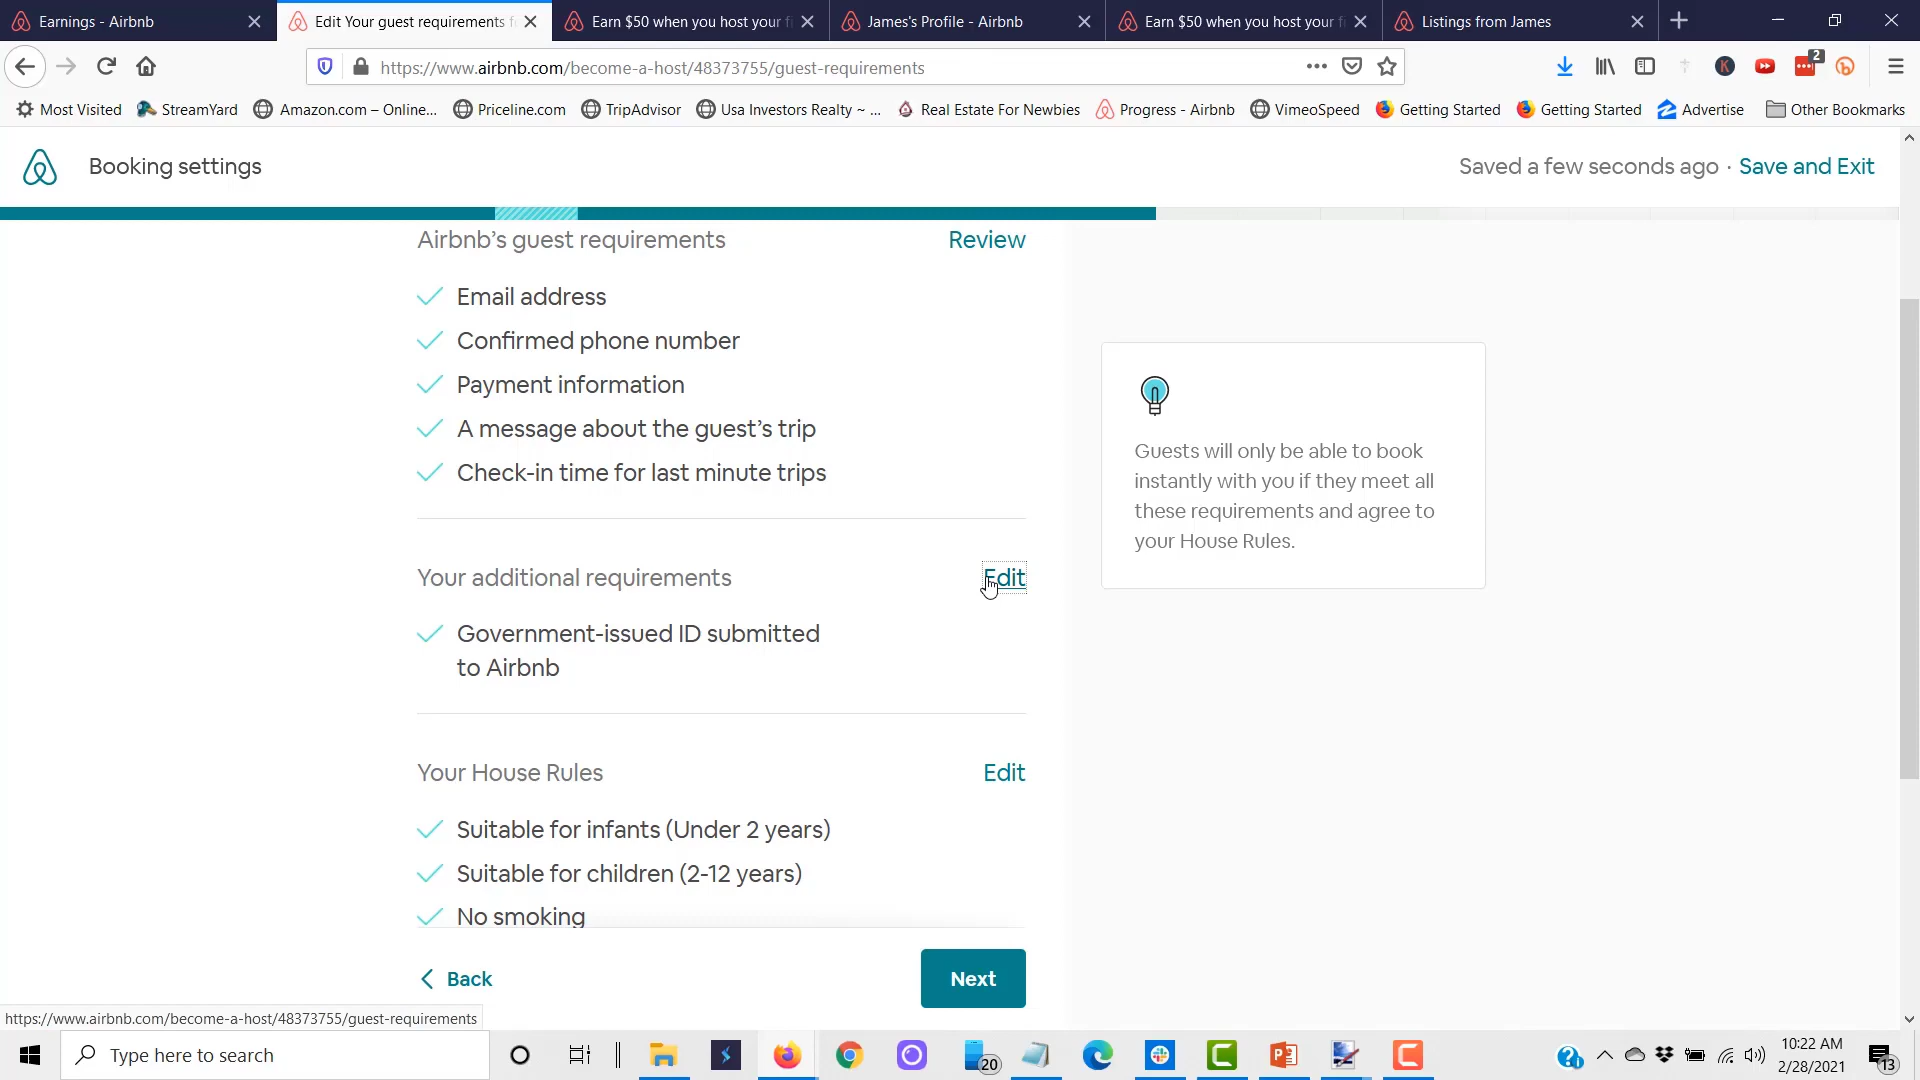 Earnings - Airbnb
Edit Your guest requirements f
Earn $50 when you host your fi
James's Profile - Airbnb
Earn $50 when you host your fi
Listings from James
https://www.airbnb.com/become-a-host/48373755/guest-requirements
2
Most Visited
StreamYard
Amazon.com – Online...
Priceline.com
TripAdvisor
Usa Investors Realty ~ ...
Real Estate For Newbies
Progress - Airbnb
VimeoSpeed
Getting Started
Getting Started
Advertise
Other Bookmarks
Booking settings
Saved a few seconds ago · Save and Exit
Airbnb’s guest requirements
Review
Email address
Confirmed phone number
Payment information
A message about the guest’s trip
Check-in time for last minute trips
Guests will only be able to book
instantly with you if they meet all
these requirements and agree to
your House Rules.
Your additional requirements
Edit
Government-issued ID submitted
to Airbnb
Your House Rules
Edit
Suitable for infants (Under 2 years)
Suitable for children (2-12 years)
No smoking
Back
Next
https://www.airbnb.com/become-a-host/48373755/guest-requirements
Type here to search
20
10:22 AM
2/28/2021
13